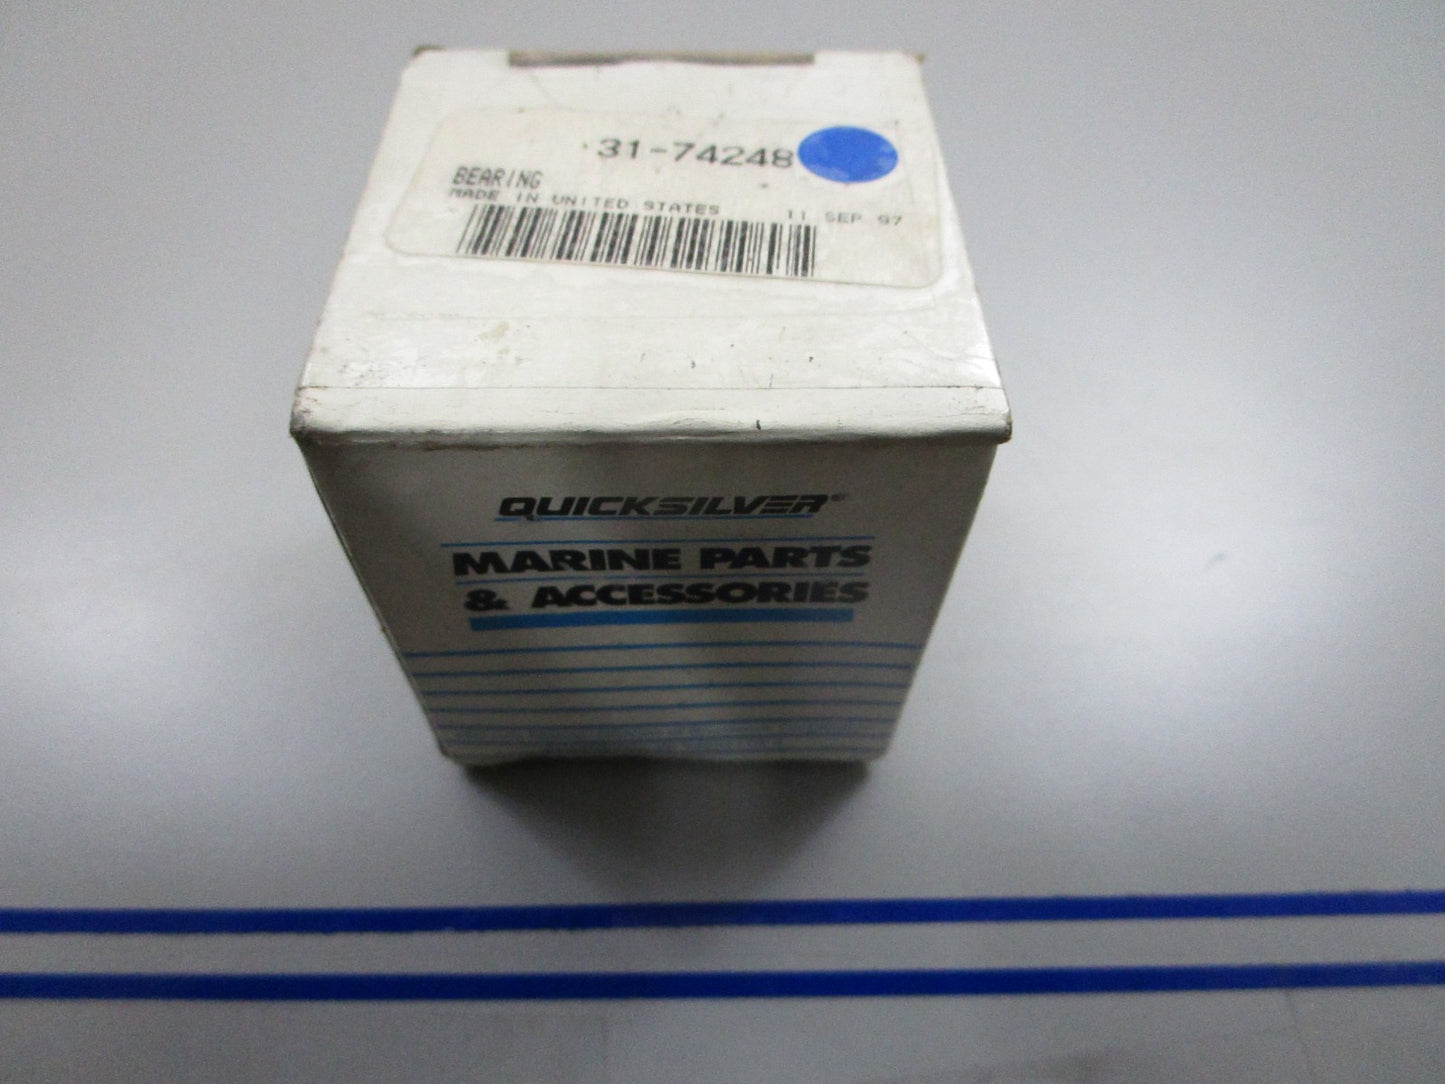 31-74248
BEARING
MADE IN UNITED STATES 11 SEP 97
QUICKSILVER®
MARINE PARTS
& ACCESSORIES